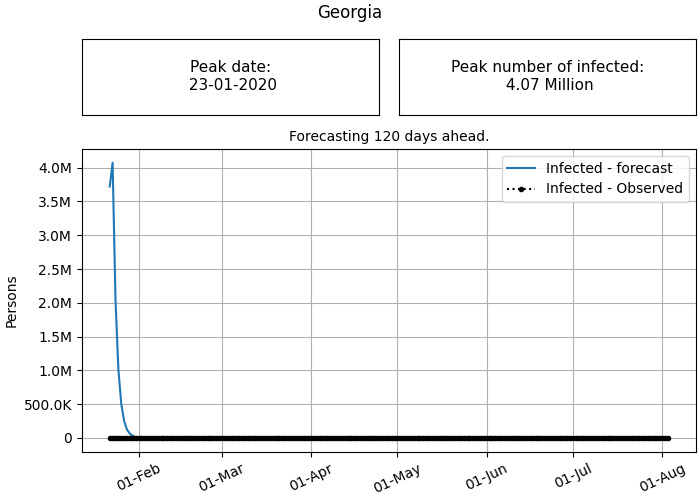 Georgia
Peak date:
23-01-2020
Peak number of infected:
4.07 Million
Forecasting 120 days ahead.
Infected - forecast
Infected - Observed
Persons
4.0M
3.5M
3.0M
2.5M
2.0M
1.5M
1.0M
500.0K
0
01-Feb
01-Mar
01-Apr
01-May
01-Jun
01-Jul
01-Aug